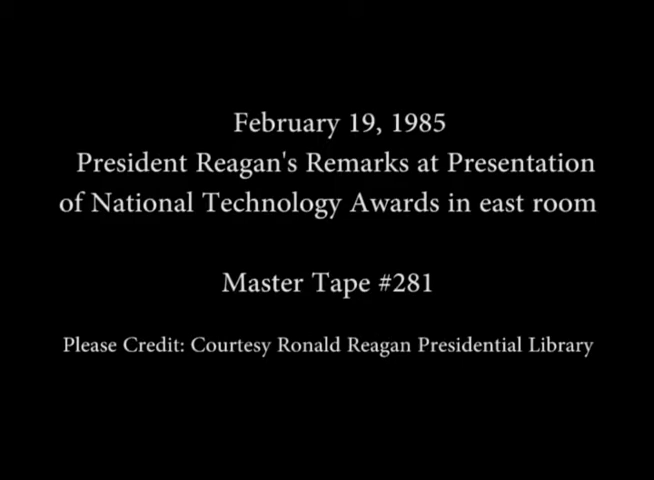 February 19, 1985
President Reagan's Remarks at Presentation
of National Technology Awards in east room
Master Tape #281
Please Credit: Courtesy Ronald Reagan Presidential Library